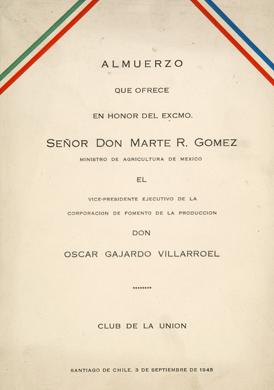 ALMUERZO
QUE OFRECE
EN HONOR DEL EXCMO.
SEÑOR DON MARTE R. GOMEZ
MINISTRO DE AGRICULTURA DE MEXICO
EL
VICE-PRESIDENTE EJECUTIVO DE LA
CORPORACION DE FOMENTO DE LA PRODUCCION
DON
OSCAR GAJARDO VILLARROEL
CLUB DE LA UNION
SANTIAGO DE CHILE, 3 DE SEPTIEMBRE DE 1945